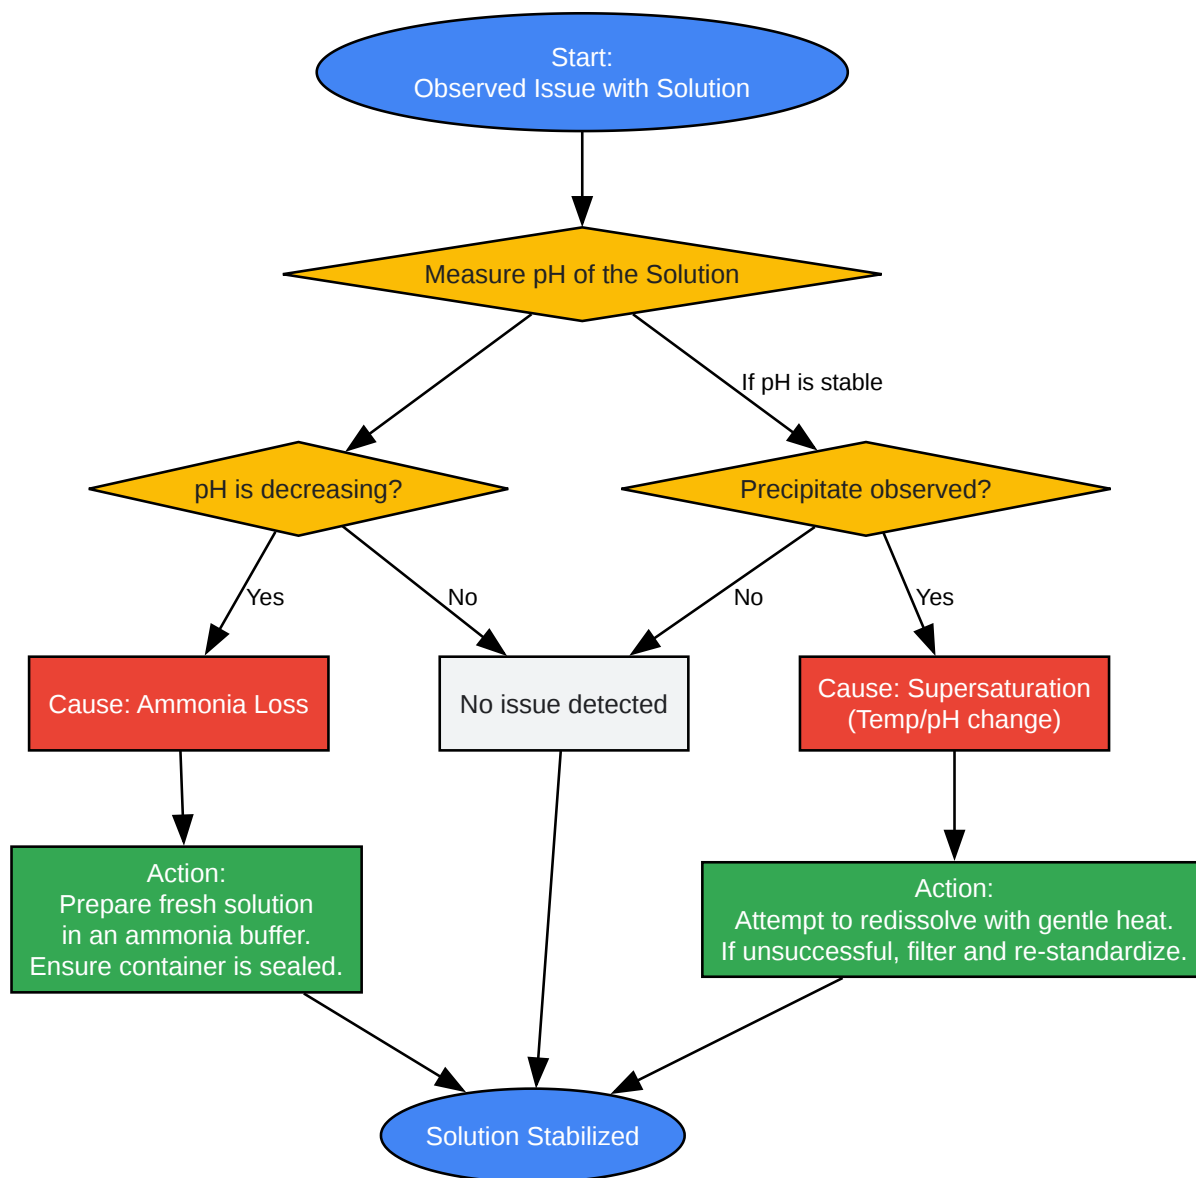 Start:
Observed Issue with Solution
Measure pH of the Solution
If pH is stable
pH is decreasing?
Precipitate observed?
Yes
No
No
Yes
Cause: Ammonia Loss
No issue detected
Cause: Supersaturation
(Temp/pH change)
Action:
Prepare fresh solution
in an ammonia buffer.
Ensure container is sealed.
Action:
Attempt to redissolve with gentle heat.
If unsuccessful, filter and re-standardize.
Solution Stabilized